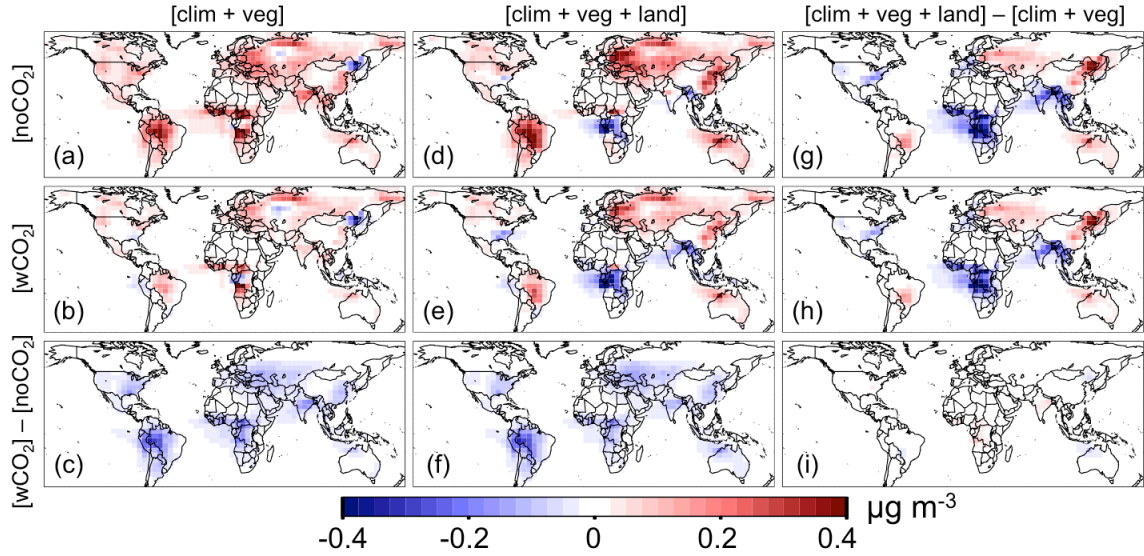 [clim + veg] [clim + veg + land] [clim + veg + land] – [clim + veg]
[noCO2]
(a) (d) (g)
[wCO2]
(b) (e) (h)
[wCO2] – [noCO2]
(c) (f) (i)
-0.4 -0.2 0 0.2 0.4 µg m-3